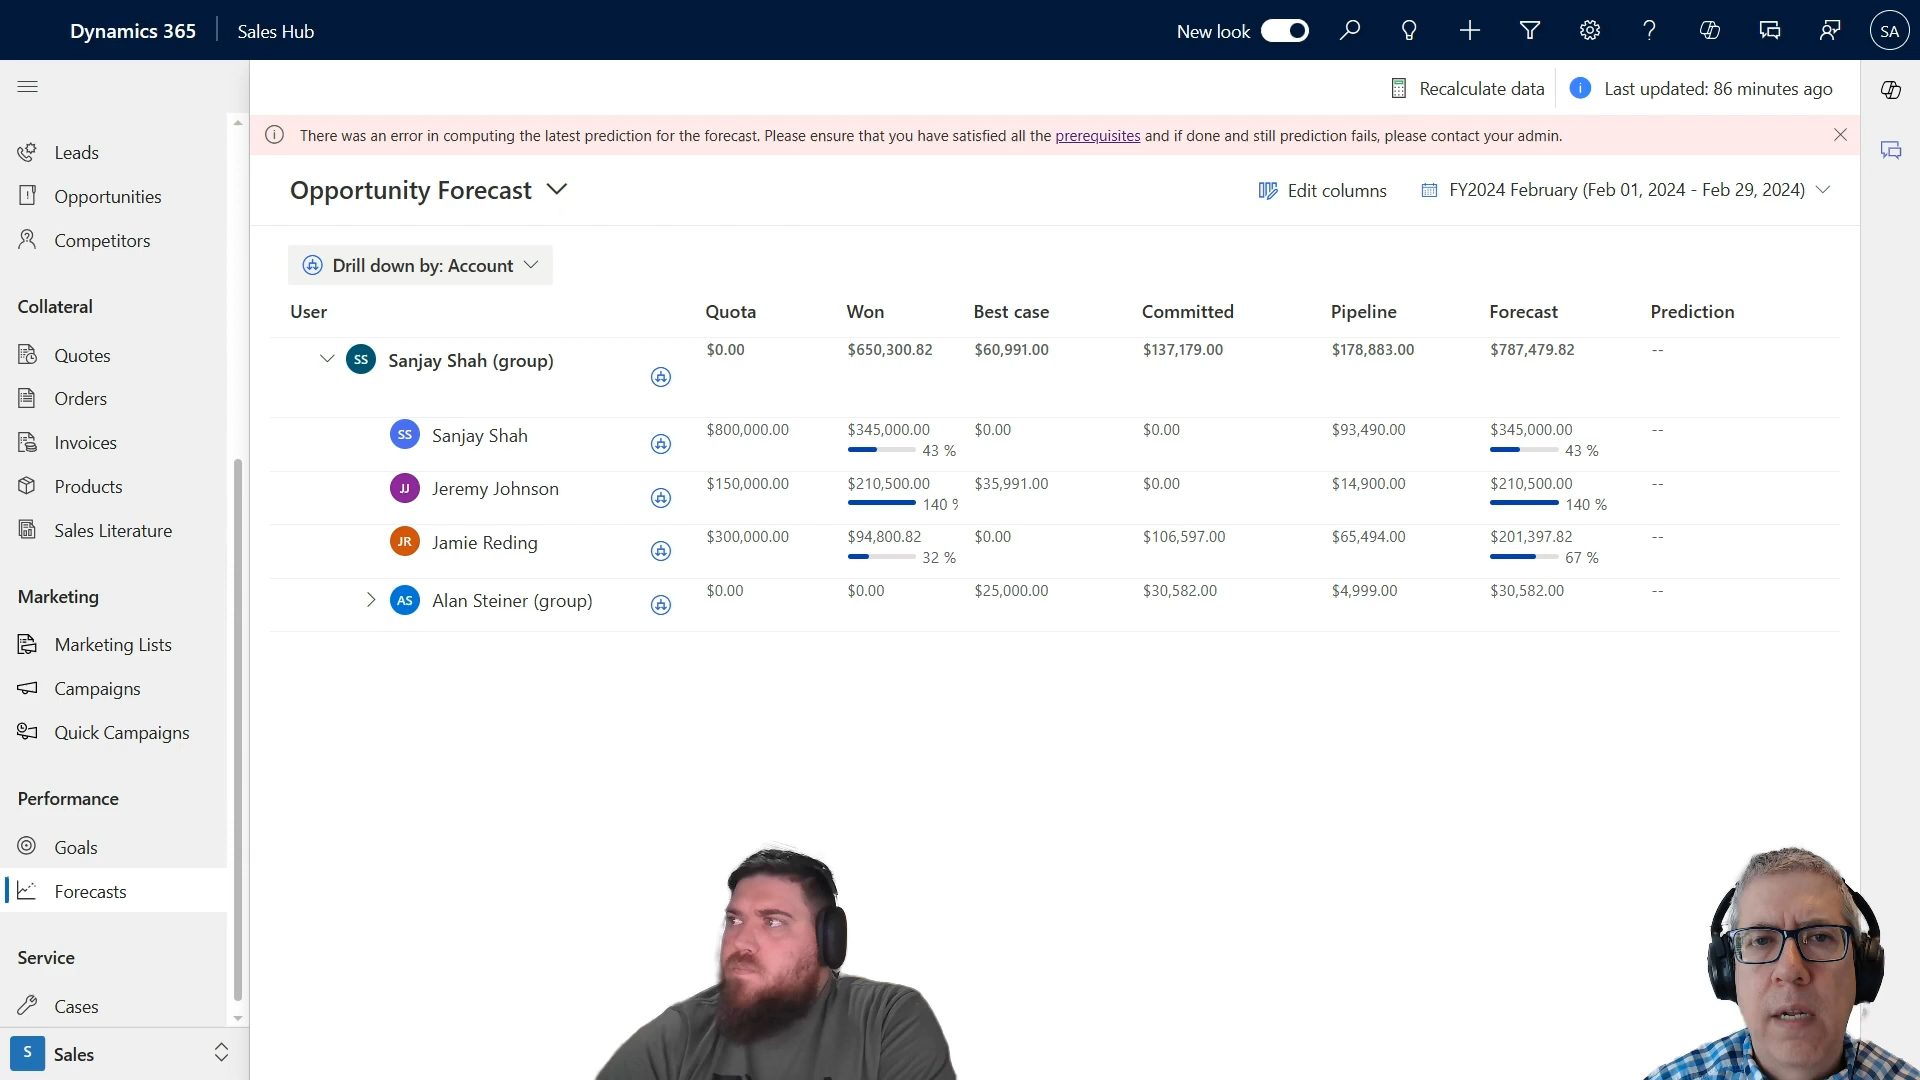 Dynamics 365
Sales Hub
New look
SA
Recalculate data
Last updated: 86 minutes ago
There was an error in computing the latest prediction for the forecast. Please ensure that you have satisfied all the prerequisites and if done and still prediction fails, please contact your admin.
Opportunity Forecast
Edit columns
FY2024 February (Feb 01, 2024 - Feb 29, 2024)
Drill down by: Account
User Quota Won Best case Committed Pipeline Forecast Prediction
SS Sanjay Shah (group) $0.00 $650,300.82 $60,991.00 $137,179.00 $178,883.00 $787,479.82 --
SS Sanjay Shah $800,000.00 $345,000.00 $0.00 $0.00 $93,490.00 $345,000.00 --
43 % 43 %
JJ Jeremy Johnson $150,000.00 $210,500.00 $35,991.00 $0.00 $14,900.00 $210,500.00 --
140 % 140 %
JR Jamie Reding $300,000.00 $94,800.82 $0.00 $106,597.00 $65,494.00 $201,397.82 --
32 % 67 %
AS Alan Steiner (group) $0.00 $0.00 $25,000.00 $30,582.00 $4,999.00 $30,582.00 --
Leads
Opportunities
Competitors
Collateral
Quotes
Orders
Invoices
Products
Sales Literature
Marketing
Marketing Lists
Campaigns
Quick Campaigns
Performance
Goals
Forecasts
Service
Cases
S Sales